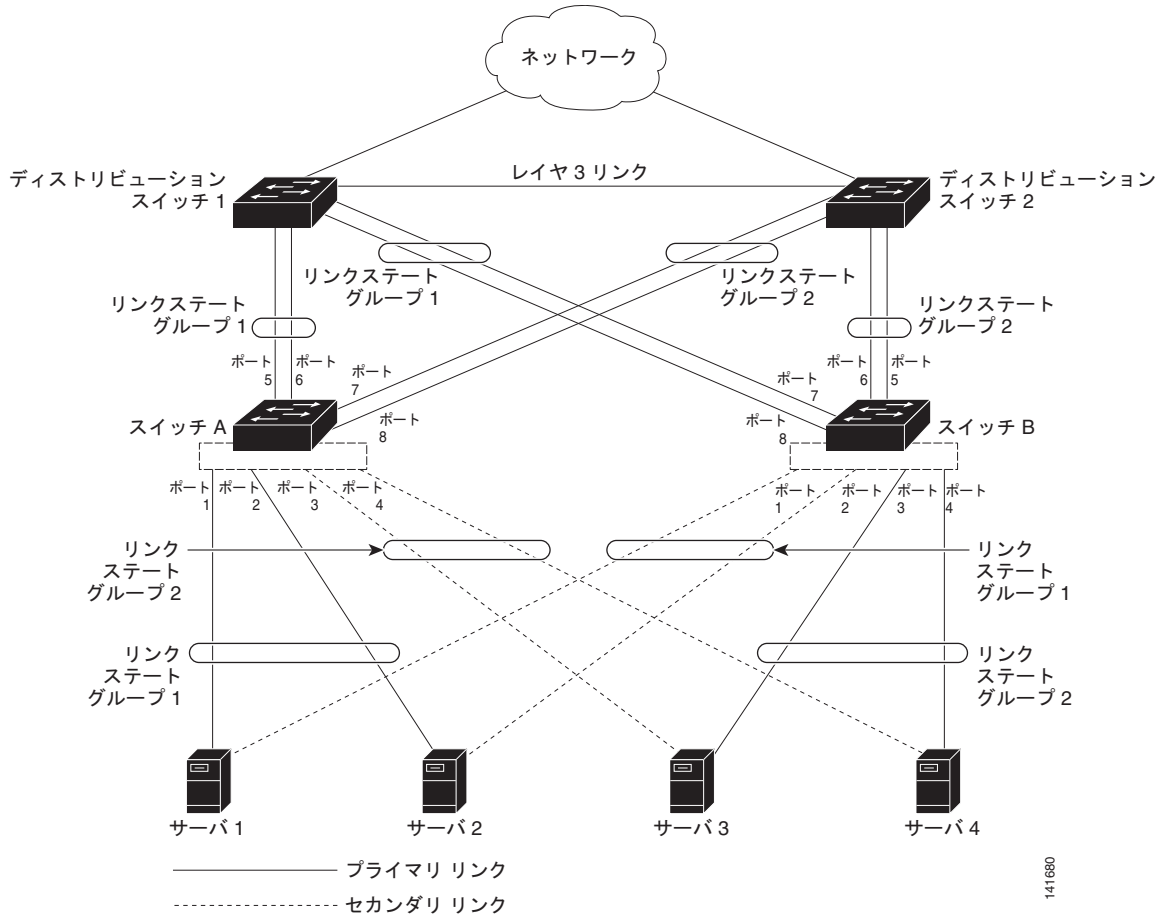 ネットワーク
レイヤ 3 リンク
ディストリビューション
スイッチ 1
ディストリビューション
スイッチ 2
リンクステート
グループ 1
リンクステート
グループ 2
リンクステート
グループ 1
リンクステート
グループ 2
ポート
5
ポート
6
ポート
7
ポート
8
ポート
6
ポート
5
ポート
7
ポート
8
スイッチ A
スイッチ B
ポート
1
ポート
2
ポート
3
ポート
4
ポート
1
ポート
2
ポート
3
ポート
4
リンク
ステート
グループ 2
リンク
ステート
グループ 1
リンク
ステート
グループ 1
リンク
ステート
グループ 2
サーバ 1
サーバ 2
サーバ 3
サーバ 4
プライマリ リンク
セカンダリ リンク
141680